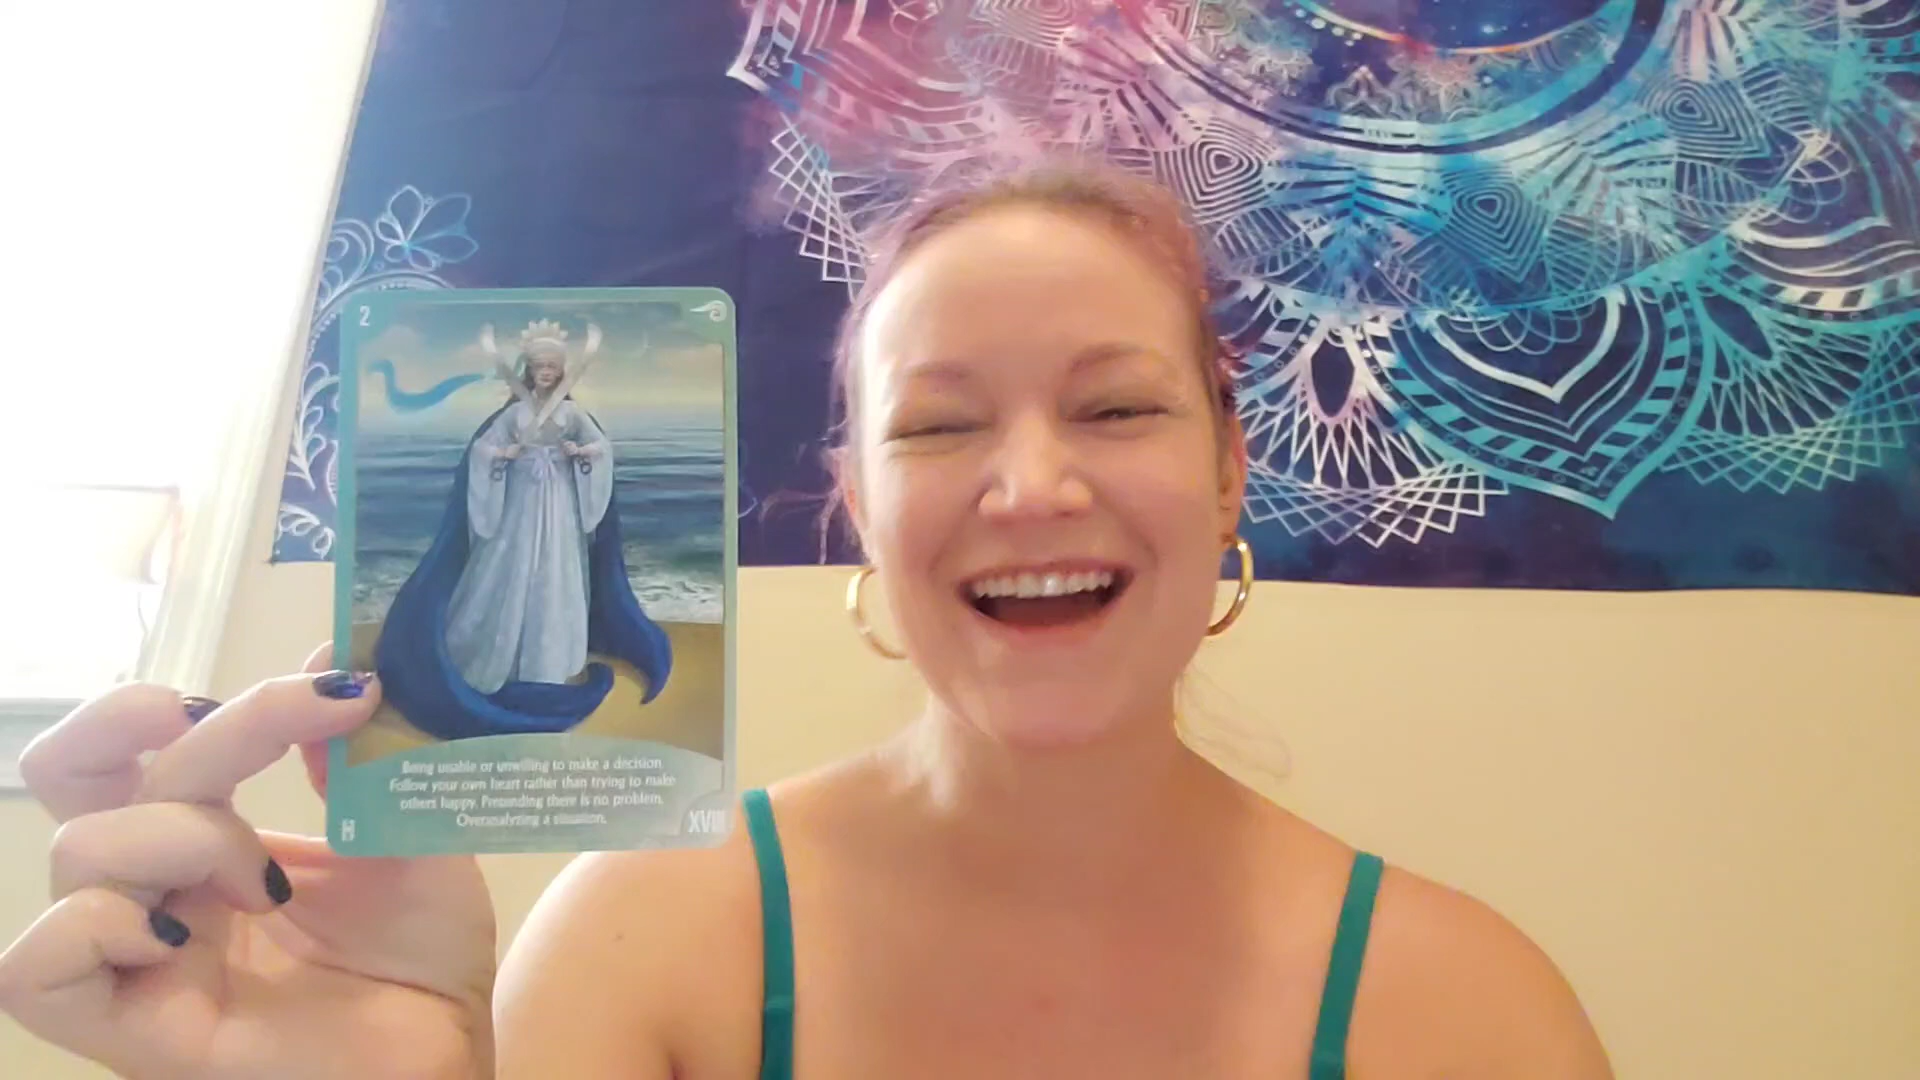 2
Being unable or unwilling to make a decision.
Follow your own heart rather than trying to make
others happy. Pretending there is no problem.
Overanalyzing a situation.
XVIII